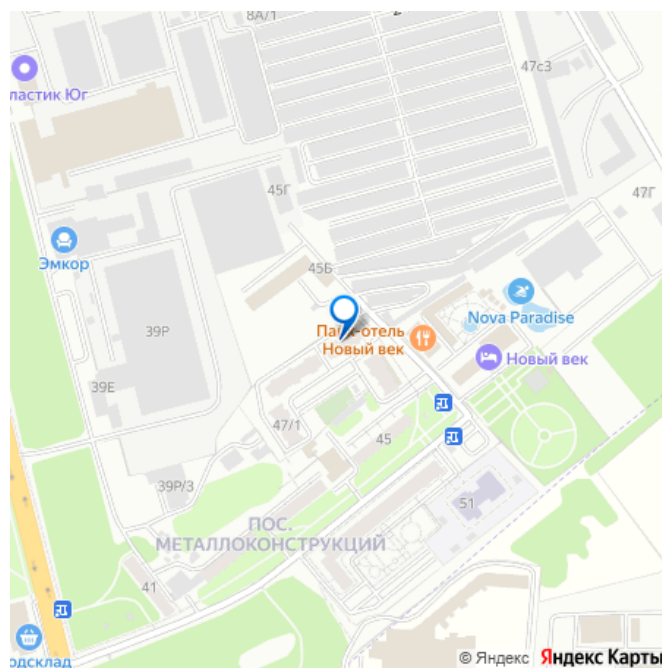 8А/1
47с3
ластик Юг
45Г
47Г
Эмкор
45Б
Nova Paradise
39Р
Парк-отель
Новый век
Новый век
39Е
47/1
45
39Р/3
51
ПОС.
МЕТАЛЛОКОНСТРУКЦИЙ
41
одсклад
© Яндекс Яндекс Карты